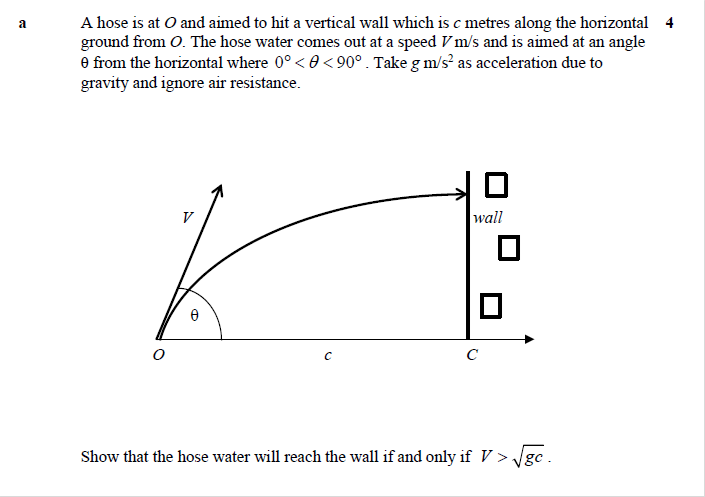 a A hose is at O and aimed to hit a vertical wall which is c metres along the horizontal 4
ground from O. The hose water comes out at a speed V m/s and is aimed at an angle
θ from the horizontal where 0° < θ < 90° . Take g m/s² as acceleration due to
gravity and ignore air resistance.
V
wall
θ
O
c
C
Show that the hose water will reach the wall if and only if V > √gc .